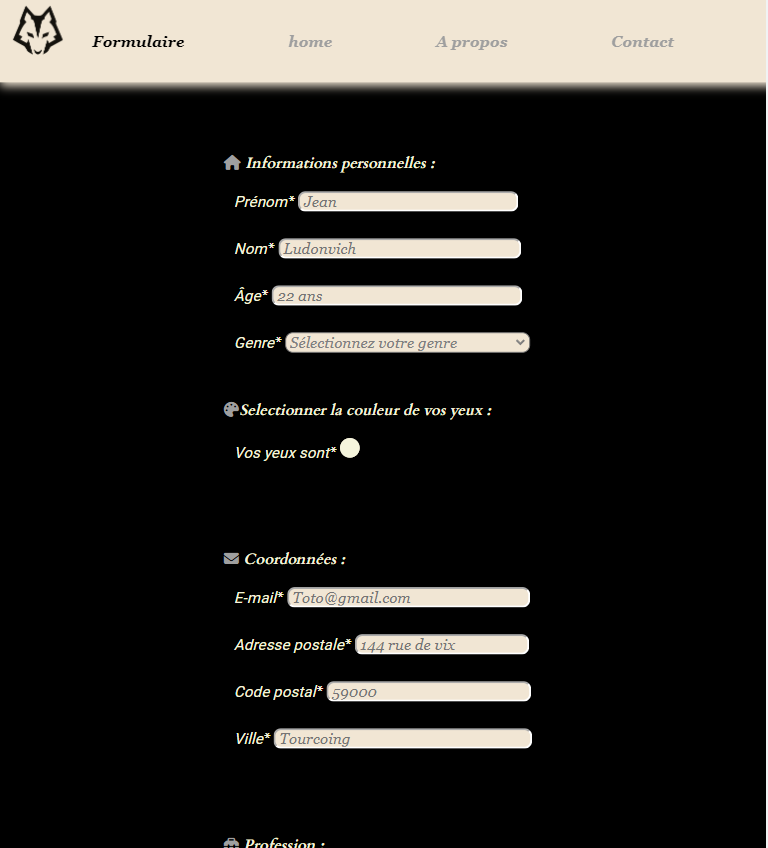 Formulaire home A propos Contact
Informations personnelles :
Prénom* Jean
Nom* Ludonvich
Âge* 22 ans
Genre* Sélectionnez votre genre
Selectionner la couleur de vos yeux :
Vos yeux sont*
Coordonnées :
E-mail* Toto@gmail.com
Adresse postale* 144 rue de vix
Code postal* 59000
Ville* Tourcoing
Profession :